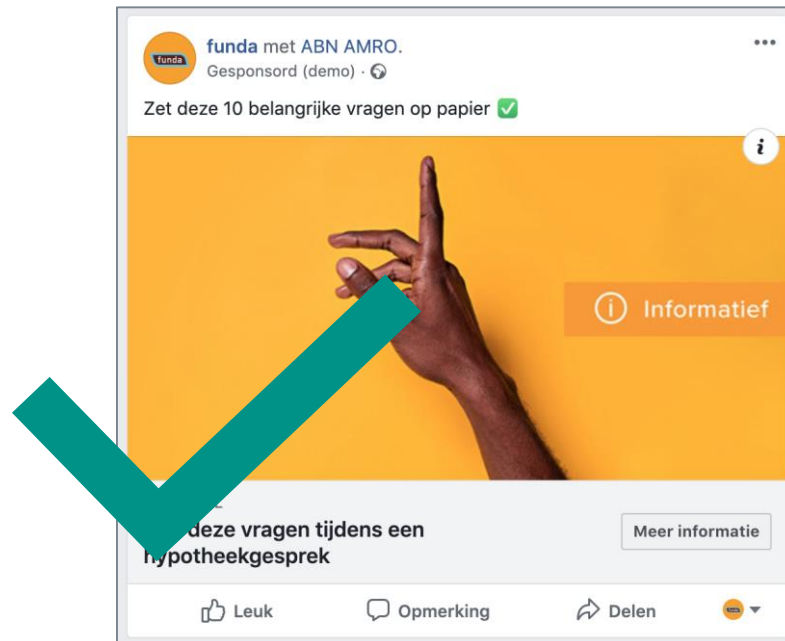 funda met ABN AMRO.
funda
Gesponsord (demo) ·
Zet deze 10 belangrijke vragen op papier ✅
i
i Informatief
deze vragen tijdens een
hypotheekgesprek
Meer informatie
Leuk
Opmerking
Delen